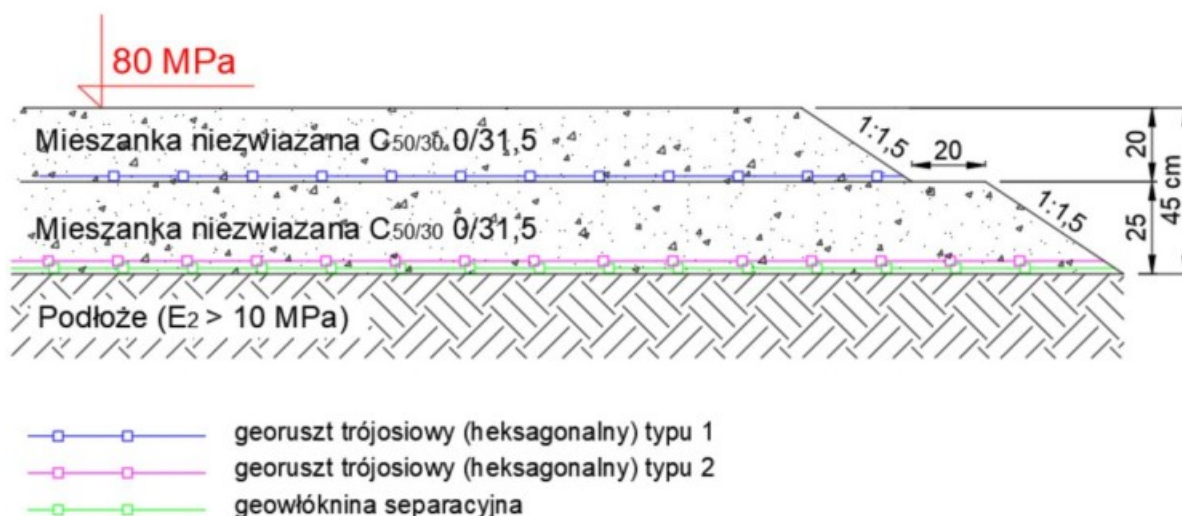 80 MPa
Mieszanka niezwiazana C50/30 0/31,5
1:1,5
20
20
45 cm
Mieszanka niezwiazana C50/30 0/31,5
1:1,5
25
Podłoże (E2 > 10 MPa)
georuszt trójosiowy (heksagonalny) typu 1
georuszt trójosiowy (heksagonalny) typu 2
geowłóknina separacyjna